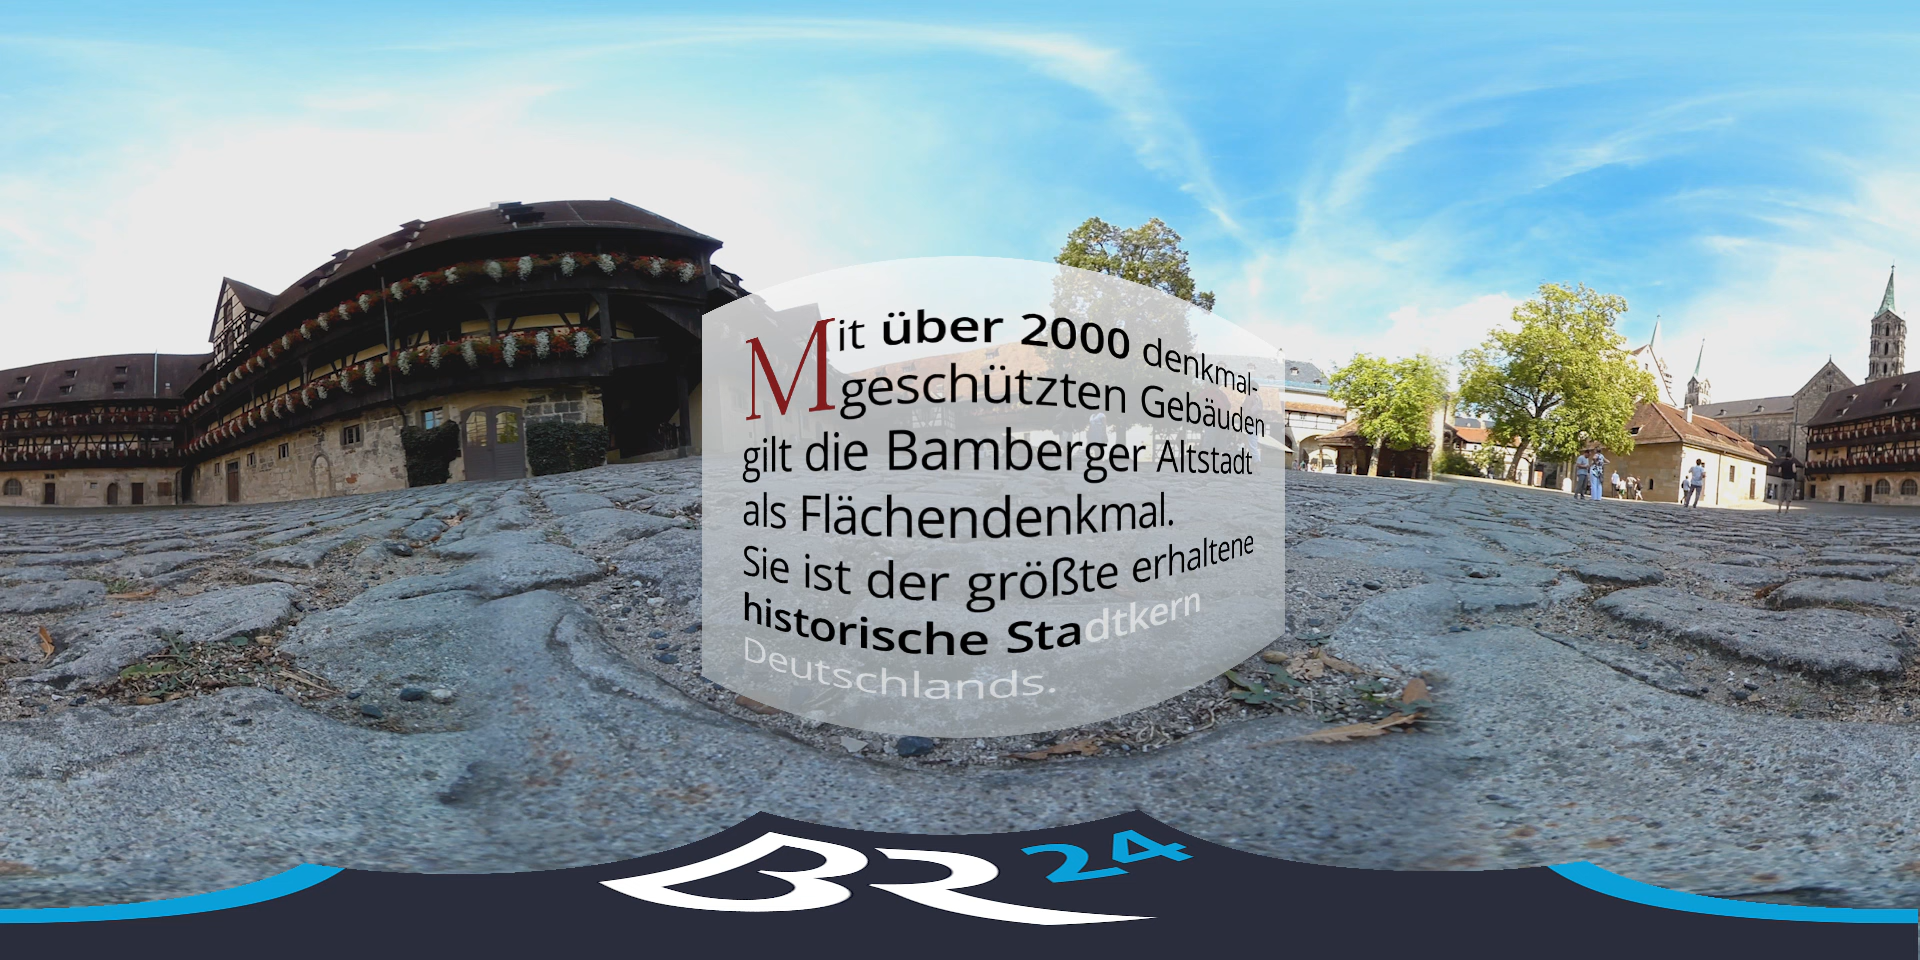 Mit über 2000 denkmal-
geschützten Gebäuden
gilt die Bamberger Altstadt
als Flächendenkmal.
Sie ist der größte erhaltene
historische Stadtkern
Deutschlands.
BR24